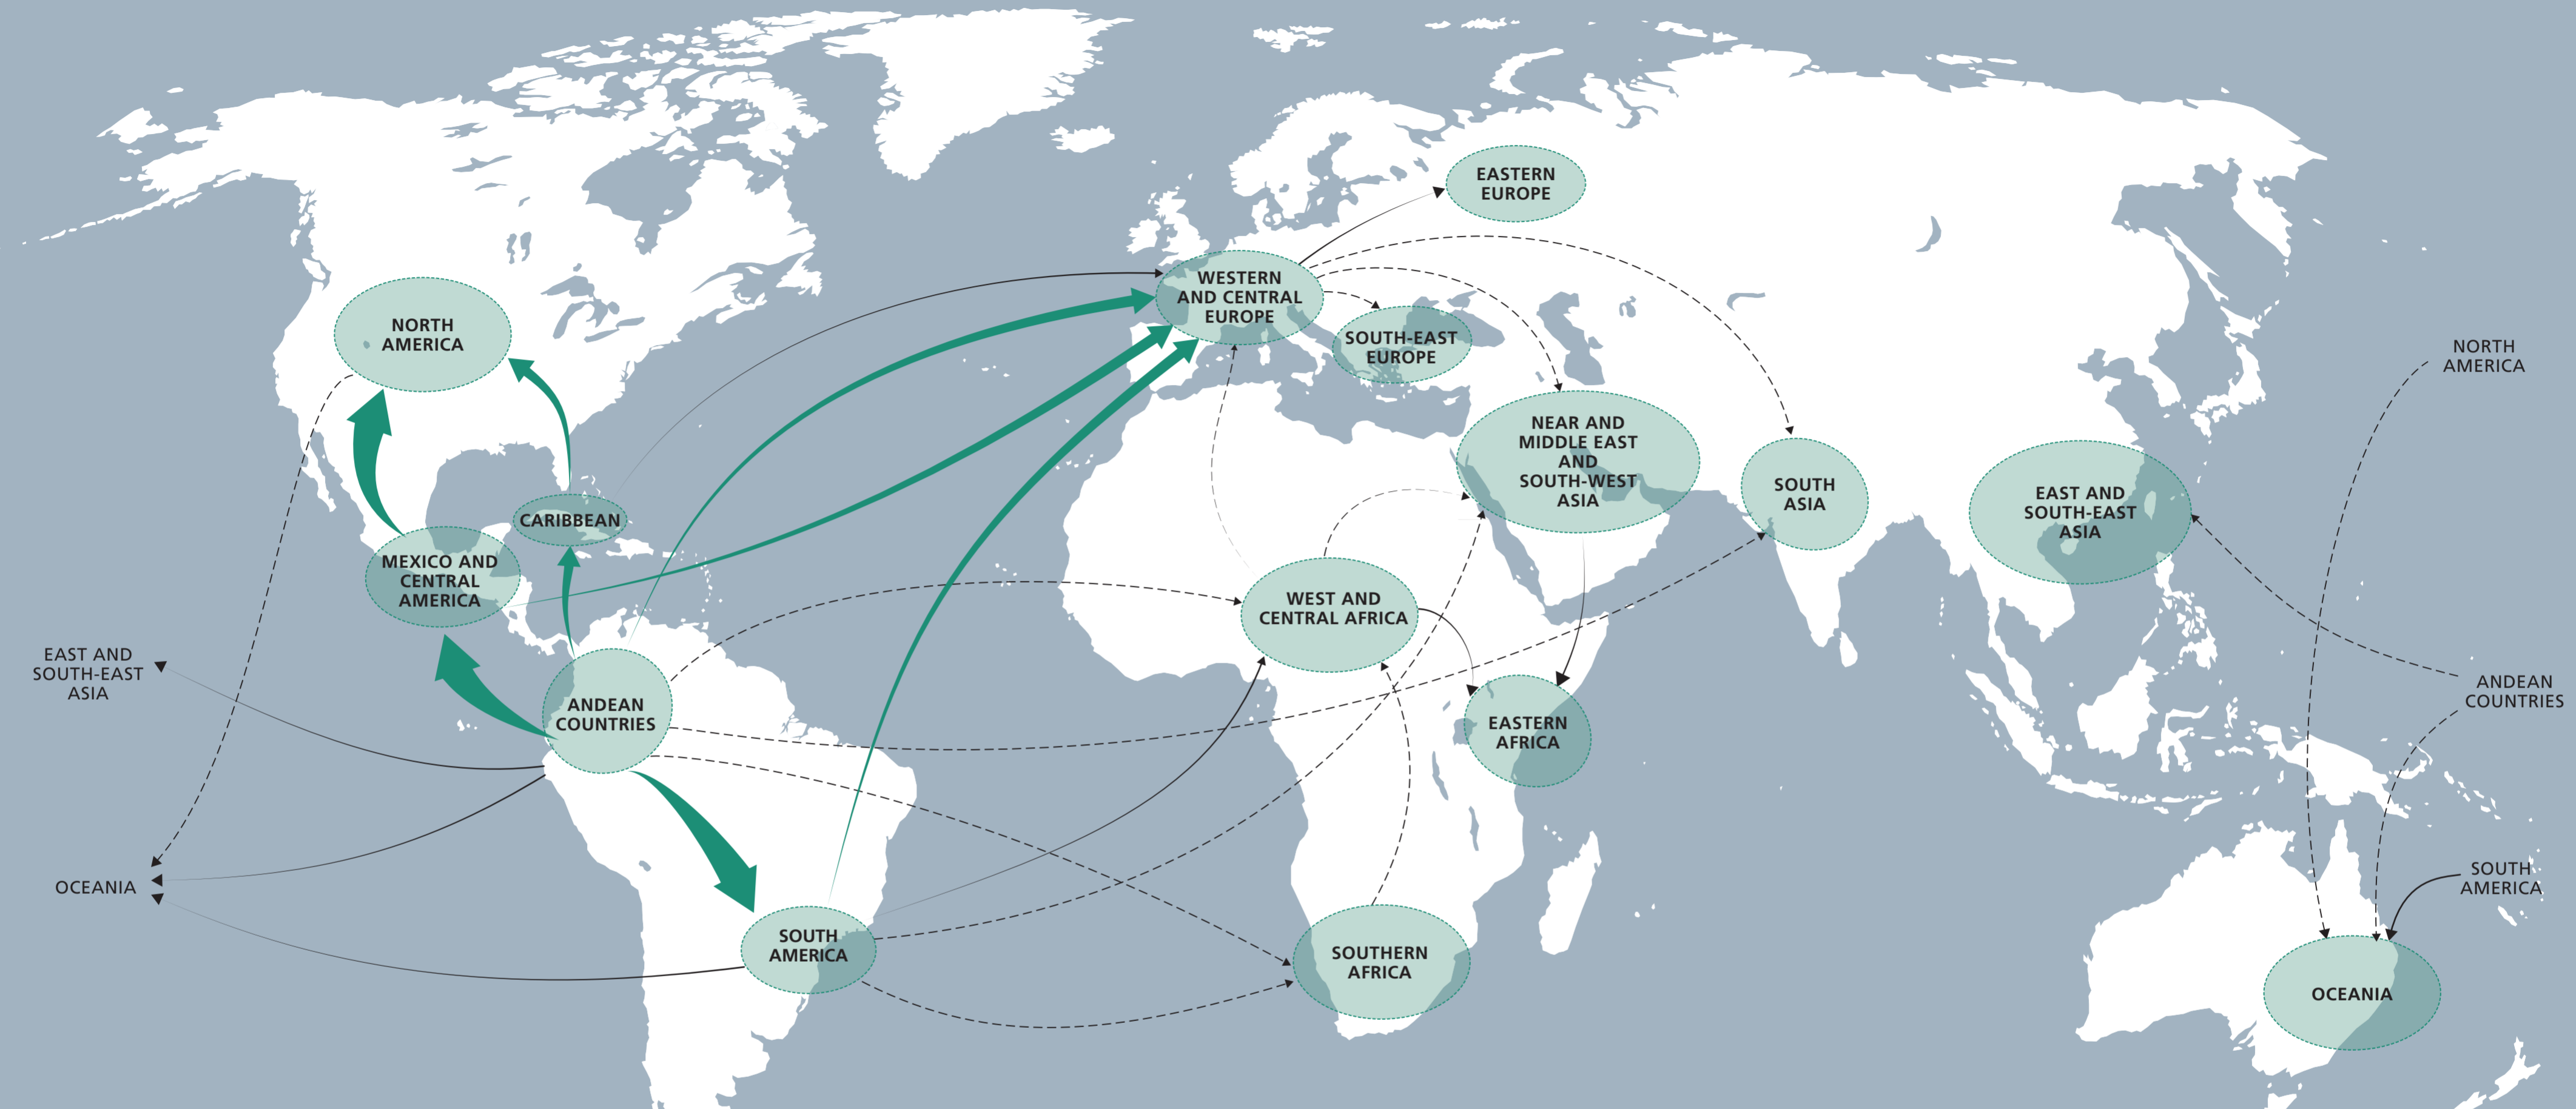 EASTERN
EUROPE
WESTERN
AND CENTRAL
EUROPE
NORTH
AMERICA
SOUTH-EAST
EUROPE
NORTH
AMERICA
NEAR AND
MIDDLE EAST
AND
SOUTH-WEST
ASIA
SOUTH
ASIA
EAST AND
SOUTH-EAST
ASIA
CARIBBEAN
MEXICO AND
CENTRAL
AMERICA
WEST AND
CENTRAL AFRICA
EAST AND
SOUTH-EAST
ASIA
ANDEAN
COUNTRIES
EASTERN
AFRICA
ANDEAN
COUNTRIES
OCEANIA
SOUTH
AMERICA
SOUTH
AMERICA
SOUTHERN
AFRICA
OCEANIA